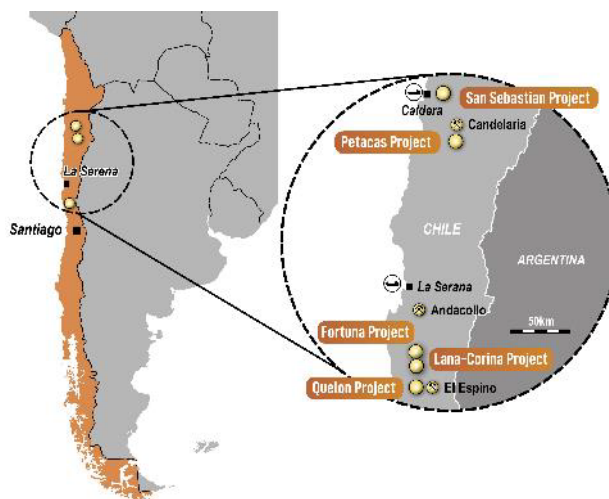 La Serena
Santiago
San Sebastian Project
Caldera
Candelaria
Petacas Project
CHILE
ARGENTINA
La Serana
Andacollo
50km
Fortuna Project
Lana-Corina Project
Quelon Project
El Espino